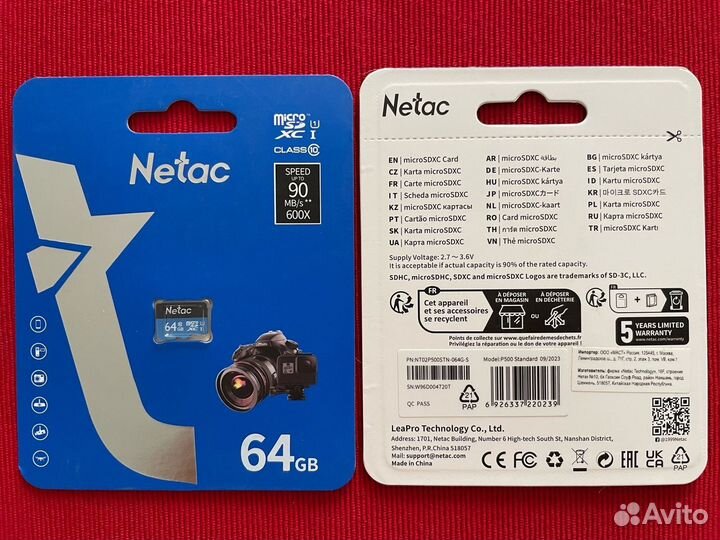 Netac
micro
SD
XC I
U1
CLASS 10
SPEED
UP TO
90
MB/s**
600X
Netac
64 GB
64GB
Netac
EN | microSDXC Card
CZ | Karta microSDXC
FR | Carte microSDXC
IT | Scheda microSDXC
KZ | microSDXC картасы
PT | Cartão microSDXC
SK | Karta microSDXC
UA | Карта microSDXC
AR | microSDXC بطاقة
DE | microSDXC-Karte
HU | microSDXC kártya
JP | microSDXCカード
NL | microSDXC-kaart
RO | Card microSDXC
TH | การ์ด microSDXC
VN | Thẻ microSDXC
BG | microSDXC kártya
ES | Tarjeta microSDXC
ID | Kartu microSDXC
KR | 마이크로 SDXC카드
PL | Karta microSDXC
RU | Карта microSDXC
TR | microSDXC Kartı
Supply Voltage: 2.7 ~ 3.6V
It is acceptable if actual capacity is 90% of the rated capacity.
SDHC, microSDHC, SDXC and microSDXC Logos are trademarks of SD-3C, LLC.
FR
Cet appareil
et ses accessoires
se recyclent
À DÉPOSER
EN MAGASIN
OU
À DÉPOSER
EN DÉCHÈTERIE
Points de collecte sur www.quefairedemesdechets.fr
Privilégiez la réparation ou le don de votre appareil !
FR
5 YEARS LIMITED
WARRANTY
PN:NT02P500STN-064G-S
Model:P500 Standard 09/2023
SN:W96D004720T
QC PASS
6 926337 220239
21
PAP
LeaPro Technology Co., Ltd.
Address: 1701, Netac Building, Number 6 High-tech South St, Nanshan District,
Shenzhen, P.R.China 518057
Mail: support@netac.com
Made in China
CE FC
EAC
UK
CA
21
PAP
@1999Netac
Avito